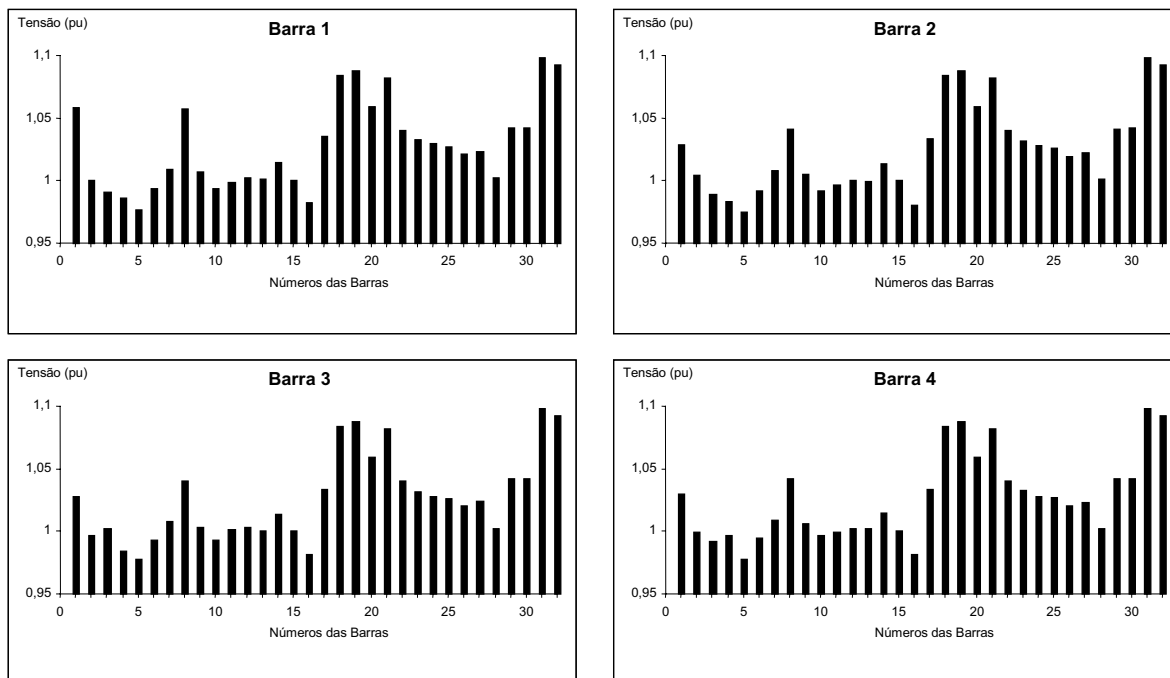 Tensão (pu)
Barra 1
1,1
1,05
1
0,95
0 5 10 15 20 25 30
Números das Barras
Tensão (pu)
Barra 2
1,1
1,05
1
0,95
0 5 10 15 20 25 30
Números das Barras
Tensão (pu)
Barra 3
1,1
1,05
1
0,95
0 5 10 15 20 25 30
Números das Barras
Tensão (pu)
Barra 4
1,1
1,05
1
0,95
0 5 10 15 20 25 30
Números das Barras